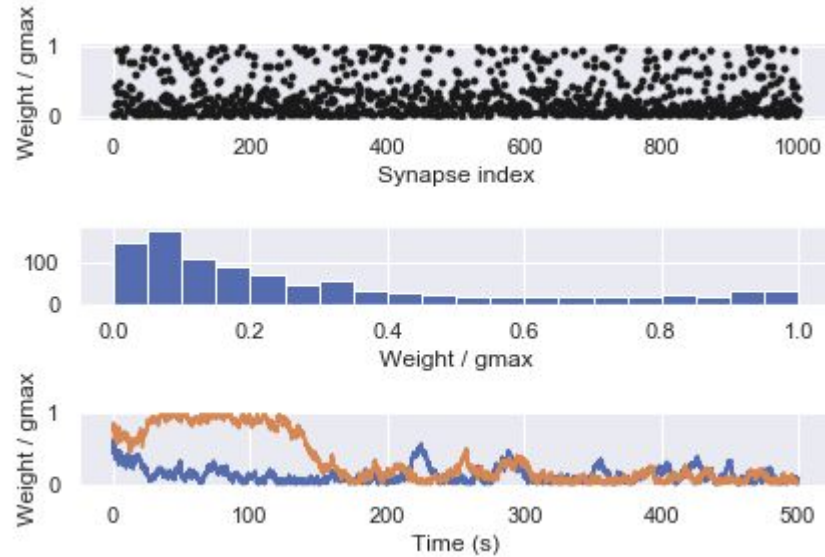 Weight / gmax
1
0
0 200 400 600 800 1000
Synapse index
100
0
0.0 0.2 0.4 0.6 0.8 1.0
Weight / gmax
Weight / gmax
1
0
0 100 200 300 400 500
Time (s)